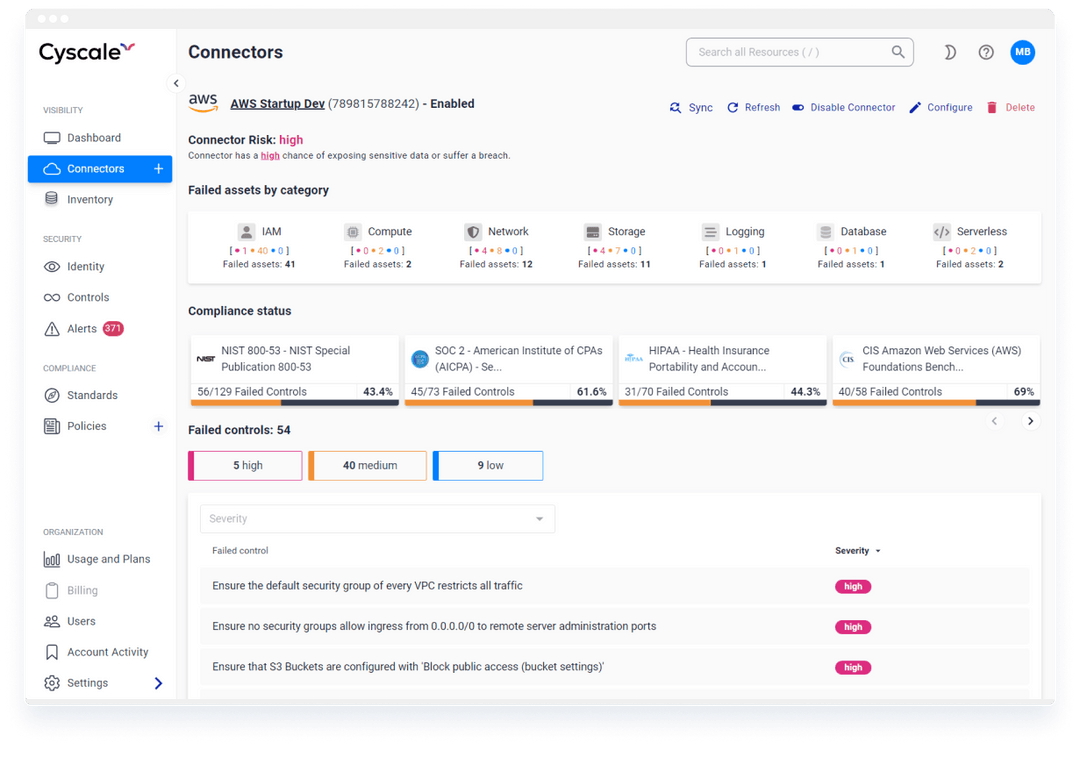 Cyscale
Connectors
Search all Resources ( / )
MB
VISIBILITY
Dashboard
Connectors +
Inventory
SECURITY
Identity
Controls
Alerts 371
COMPLIANCE
Standards
Policies +
ORGANIZATION
Usage and Plans
Billing
Users
Account Activity
Settings
aws AWS Startup Dev (789815788242) - Enabled
Sync Refresh Disable Connector Configure Delete
Connector Risk: high
Connector has a high chance of exposing sensitive data or suffer a breach.
Failed assets by category
IAM
[ • 1 • 40 • 0 ]
Failed assets: 41
Compute
[ • 0 • 2 • 0 ]
Failed assets: 2
Network
[ • 4 • 8 • 0 ]
Failed assets: 12
Storage
[ • 4 • 7 • 0 ]
Failed assets: 11
Logging
[ • 0 • 1 • 0 ]
Failed assets: 1
Database
[ • 0 • 1 • 0 ]
Failed assets: 1
Serverless
[ • 0 • 2 • 0 ]
Failed assets: 2
Compliance status
NIST
NIST 800-53 - NIST Special
Publication 800-53
56/129 Failed Controls 43.4%
SOC 2 - American Institute of CPAs
(AICPA) - Se...
45/73 Failed Controls 61.6%
HIPAA
HIPAA - Health Insurance
Portability and Accoun...
31/70 Failed Controls 44.3%
CIS
CIS Amazon Web Services (AWS)
Foundations Bench...
40/58 Failed Controls 69%
Failed controls: 54
5 high
40 medium
9 low
Severity
Failed control Severity
Ensure the default security group of every VPC restricts all traffic high
Ensure no security groups allow ingress from 0.0.0.0/0 to remote server administration ports high
Ensure that S3 Buckets are configured with 'Block public access (bucket settings)' high